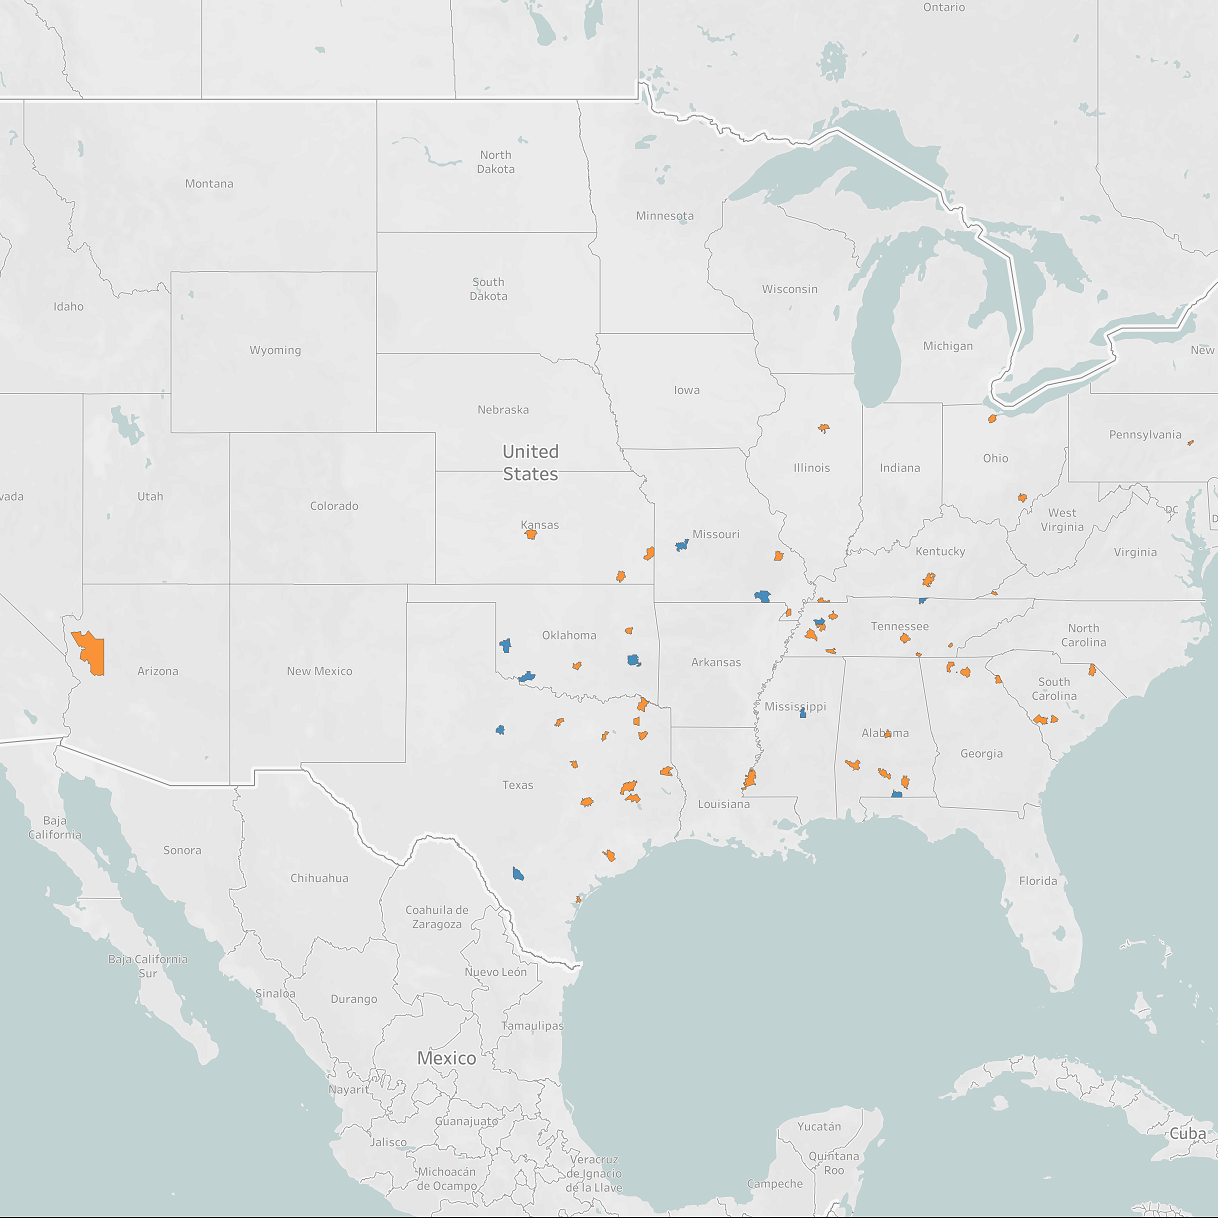 Ontario
North
Dakota
Montana
Minnesota
South
Dakota
Idaho
Wisconsin
Wyoming
Michigan
New
Iowa
Nebraska
Pennsylvania
United
States
Ohio
Illinois
Indiana
vada
Utah
Colorado
West
Virginia
DC
D
Kansas
Missouri
Kentucky
Virginia
Oklahoma
Tennessee
North
Carolina
Arizona
New Mexico
Arkansas
South
Carolina
Mississippi
Alabama
Georgia
Texas
Louisiana
Baja
California
Sonora
Chihuahua
Florida
Coahuila de
Zaragoza
Baja California
Sur
Nuevo León
Sinaloa
Durango
Tamaulipas
Mexico
Nayarit
Guanajuato
Yucatán
Cuba
Jalisco
Quintana
Roo
Michoacán
de Ocampo
Veracruz
de Ignacio
de la Llave
Campeche